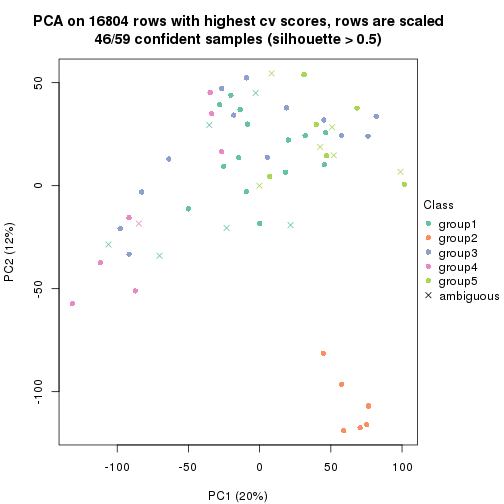 PCA on 16804 rows with highest cv scores, rows are scaled
46/59 confident samples (silhouette > 0.5)
50
0
-50
-100
PC2 (12%)
-100
-50
0
50
100
PC1 (20%)
Class
group1
group2
group3
group4
group5
ambiguous